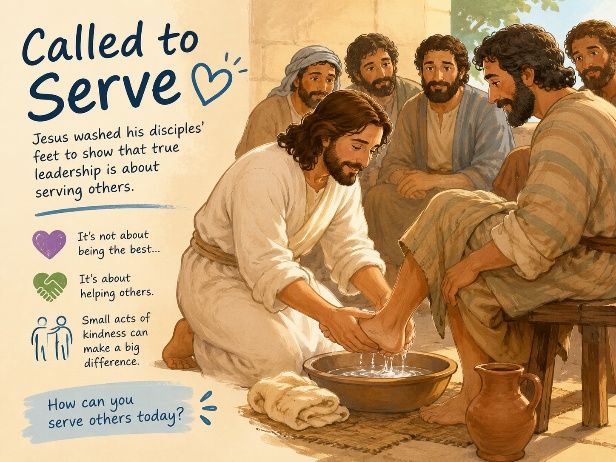 Called to
Serve
Jesus washed his disciples'
feet to show that true
leadership is about
serving others.
It's not about
being the best...
It's about
helping others.
Small acts of
kindness can
make a big
difference.
How can you
serve others today?